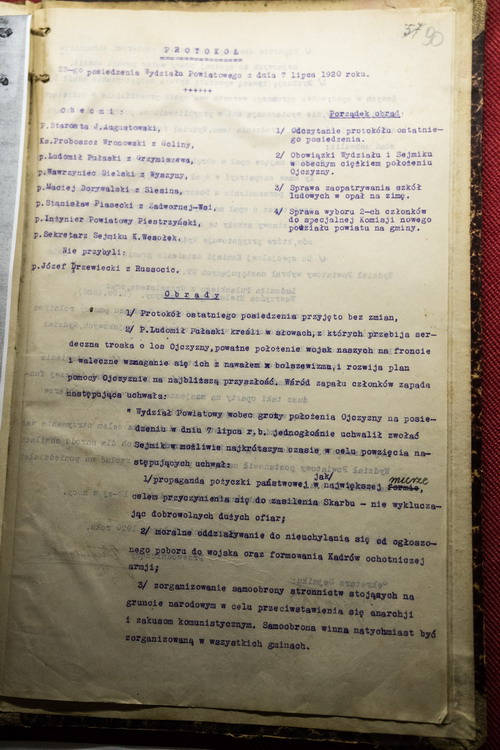 37 90
PROTOKÓŁ
posiedzenia Wydziału Powiatowego z dnia 7 lipca 1920 roku.
++++++
Obecni:
P.Starosta J.Augustowski,
Ks.Proboszcz Wronowski z Goliny,
p.Ludomił Pułaski z Grzymiszewa,
p.Wawrzyniec Bielski z Wyszyny,
p.Maciej Dorywalski z Slesina,
p.Stanisław Piasecki z Zadwornej-Wsi,
p.Inżynier Powiatowy Piestrzyński,
p.Sekretarz Sejmiku K.Wesołek.
Nie przybyli:
p.Józef Drzewiecki z Russocic.
Porządek obrad:
1/ Odczytanie protokółu ostatnie-
go posiedzenia.
2/ Obowiązki Wydziału i Sejmiku
w obecnym ciężkiem położeniu
Ojczyzny.
3/ Sprawa zaopatrywania szkół
ludowych w opał na zimę.
4/ Sprawa wyboru 2-ch członków
do specjalnej Komisji nowego
podziału powiatu na gminy.
Obrady
1/ Protokół ostatniego posiedzenia przyjęto bez zmian,
2/ P.Ludomił Pułaski kreśli w słowach,z których przebija ser-
deczna troska o los Ojczyzny,poważne położenie wojsk naszych na froncie
i waleczne wzmaganie się ich z nawałem bolszewizna,i rozwija plan
pomocy Ojczyznie na najbliższą przyszłość. Wśród zapału członków zapada
następująca uchwała:
" Wydział Powiatowy wobec grozy położenia Ojczyzny na posie-
dzeniu w dniu 7 lipca r.b. jednogłośnie uchwalił zwołać
Sejmik w możliwie najkrótszym czasie w celu powzięcia na-
stępujących uchwał:
1/propaganda pożyczki państwowej w jak/ największej formie, mierze
celem przyczynienia się do zasilenia Skarbu - nie wyklucza-
jąc dobrowolnych dużych ofiar;
2/ moralne oddziaływanie do nieuchylania się od ogłoszo-
nego poboru do wojska oraz formowania Kadrów ochotniczej
armji;
3/ zorganizowanie samoobrony stronnictw stojących na
gruncie narodowym w celu przeciwstawienia się anarchji
i zakusom komunistycznym. Samoobrona winna natychmiast być
zorganizowaną w wszystkich gminach.